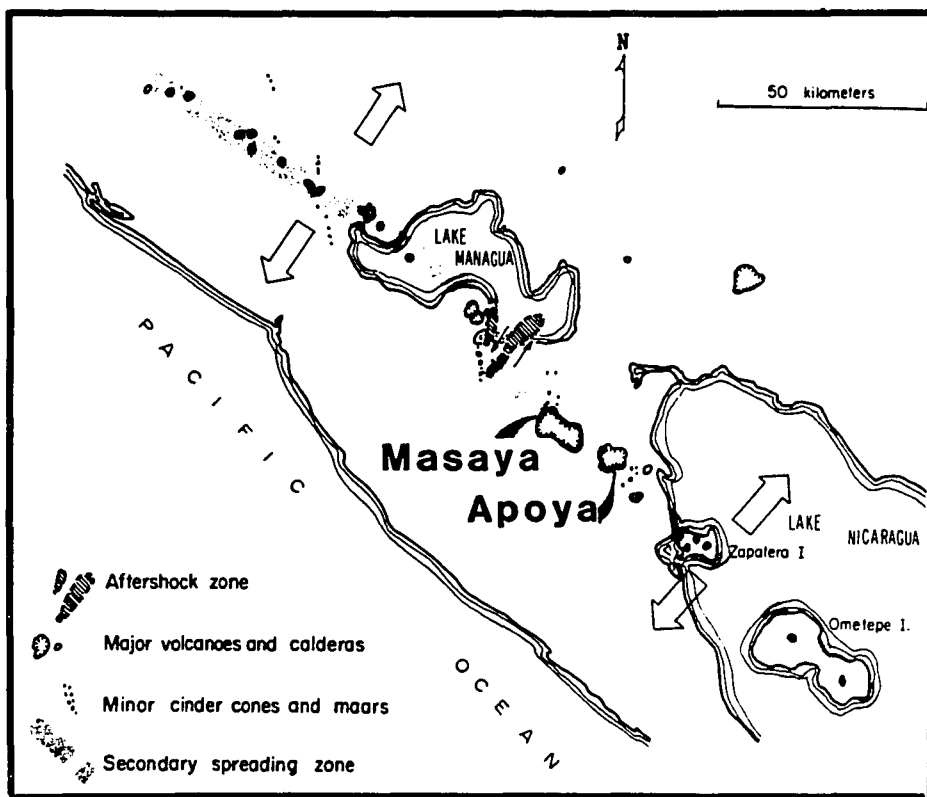 N
50 kilometers
LAKE
MANAGUA
PACIFIC
Masaya
Apoya
LAKE NICARAGUA
Zapatera I
Ometepe I.
OCEAN
Aftershock zone
Major volcanoes and calderas
Minor cinder cones and maars
Secondary spreading zone